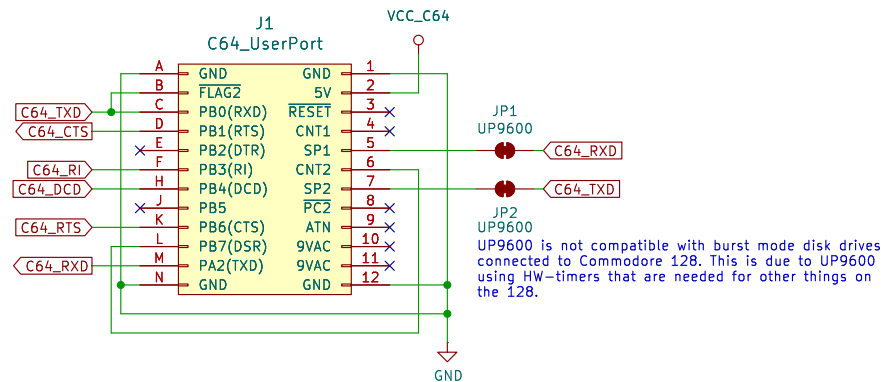 J1
C64_UserPort
VCC_C64
A GND GND 1
B FLAG2 5V 2
C64_TXD C PB0(RXD) RESET 3
C64_CTS D PB1(RTS) CNT1 4
E PB2(DTR) SP1 5
JP1
UP9600
C64_RXD
C64_RI F PB3(RI) CNT2 6
C64_DCD H PB4(DCD) SP2 7
C64_TXD
JP2
UP9600
J PB5 PC2 8
C64_RTS K PB6(CTS) ATN 9
L PB7(DSR) 9VAC 10
C64_RXD M PA2(TXD) 9VAC 11
N GND GND 12
UP9600 is not compatible with burst mode disk drives
connected to Commodore 128. This is due to UP9600
using HW-timers that are needed for other things on
the 128.
GND